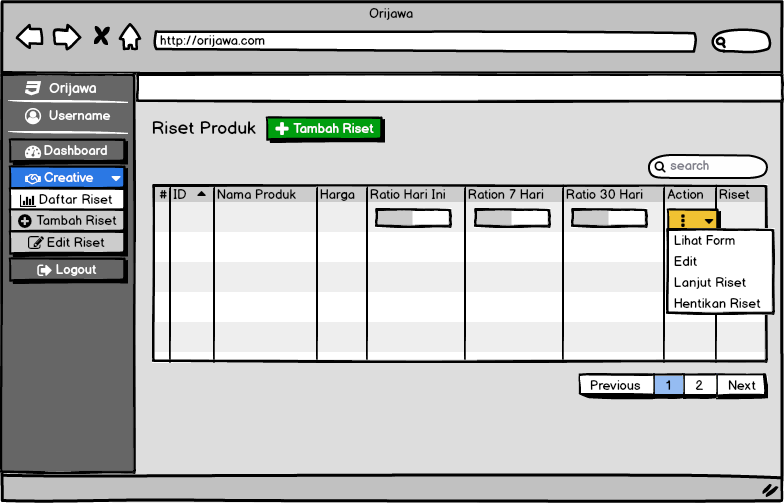 Orijawa
http://orijawa.com
Orijawa
Username
Dashboard
Creative
Daftar Riset
Tambah Riset
Edit Riset
Logout
Riset Produk
Tambah Riset
search
# ID Nama Produk Harga Ratio Hari Ini Ration 7 Hari Ratio 30 Hari Action Riset
Lihat Form
Edit
Lanjut Riset
Hentikan Riset
Previous 1 2 Next